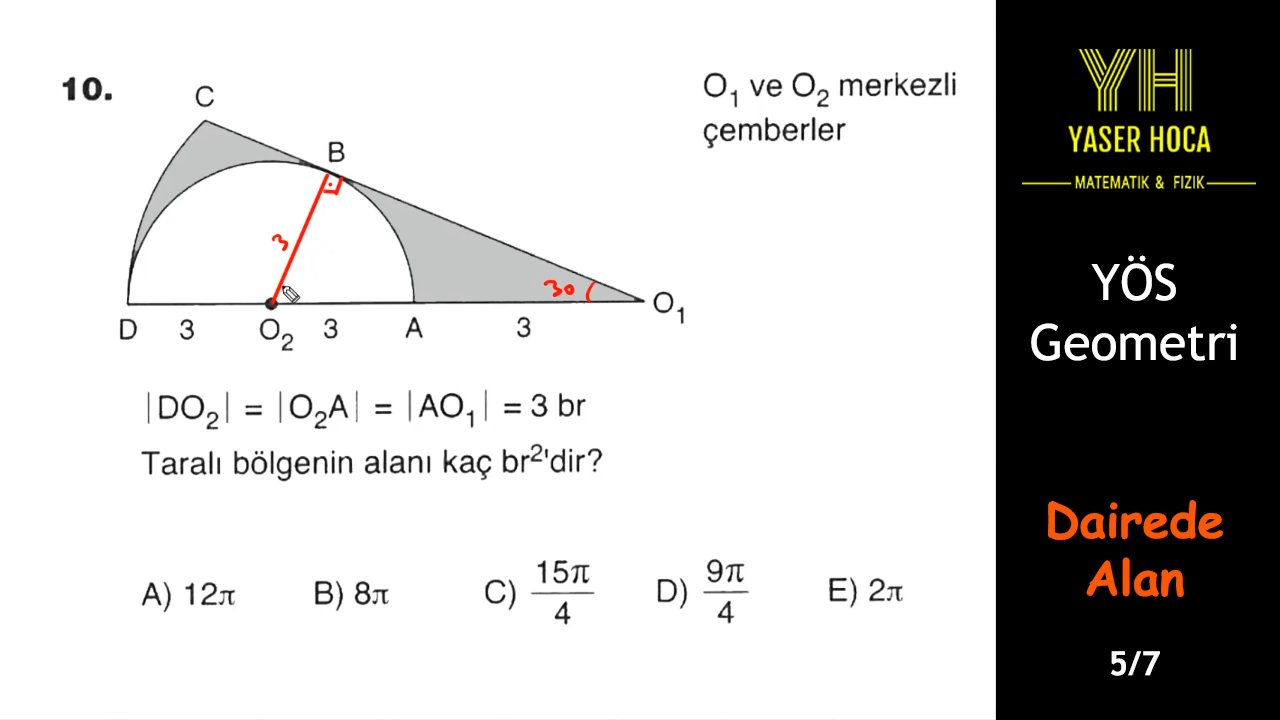 10.
C
B
3
30
D 3 O₂ 3 A 3 O₁
O₁ ve O₂ merkezli
çemberler
|DO₂| = |O₂A| = |AO₁| = 3 br
Taralı bölgenin alanı kaç br²'dir?
A) 12π B) 8π C) 15π/4 D) 9π/4 E) 2π
YH
YASER HOCA
MATEMATIK & FIZIK
YÖS
Geometri
Dairede
Alan
5/7